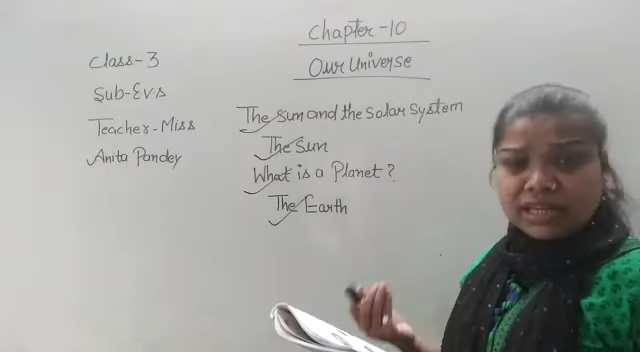 Chapter-10
Our Universe
Class-3
Sub-E.V.S
Teacher-Miss
Anita Pandey
The Sun and the Solar System
The Sun
What is a Planet?
The Earth